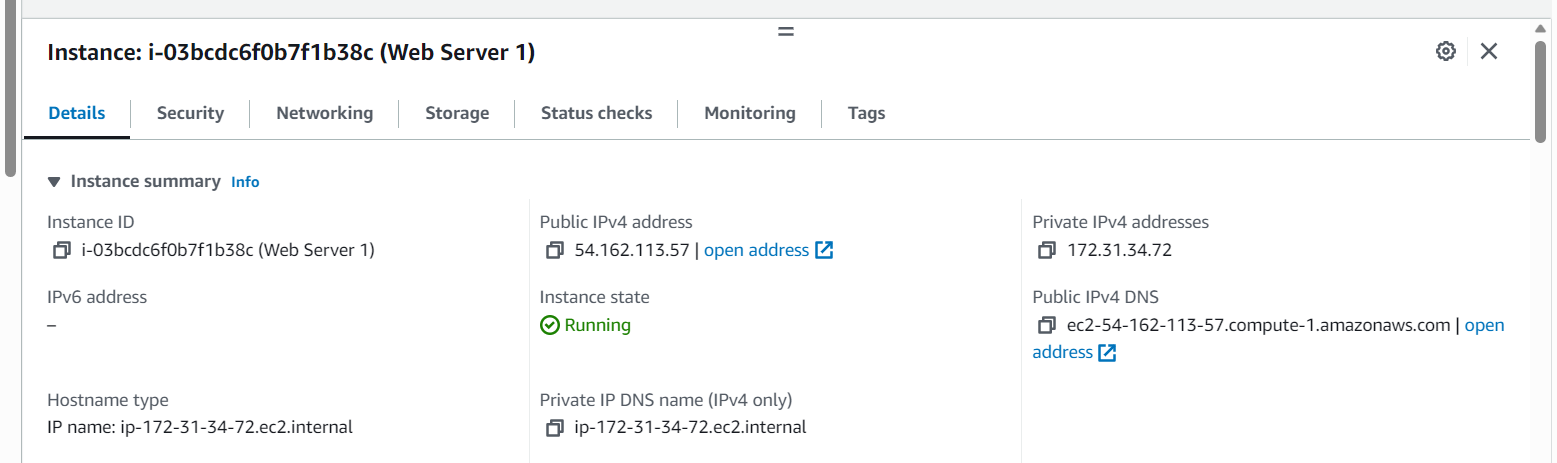 Instance: i-03bcdc6f0b7f1b38c (Web Server 1)
Details Security Networking Storage Status checks Monitoring Tags
Instance summary Info
Instance ID
i-03bcdc6f0b7f1b38c (Web Server 1)
Public IPv4 address
54.162.113.57 | open address
Private IPv4 addresses
172.31.34.72
IPv6 address
–
Instance state
Running
Public IPv4 DNS
ec2-54-162-113-57.compute-1.amazonaws.com | open
address
Hostname type
IP name: ip-172-31-34-72.ec2.internal
Private IP DNS name (IPv4 only)
ip-172-31-34-72.ec2.internal